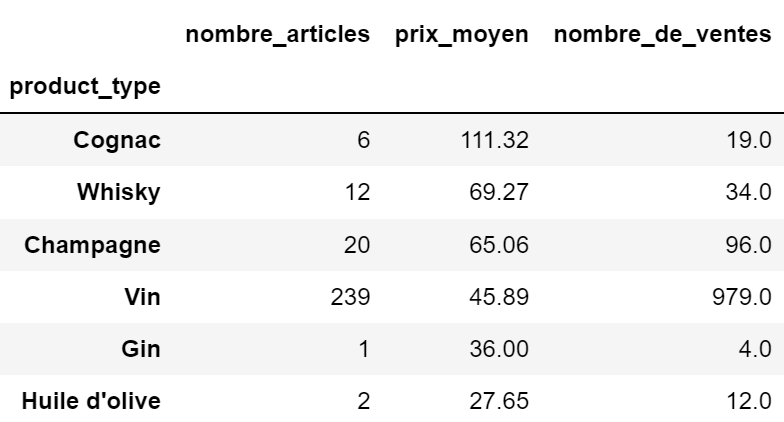 nombre_articles prix_moyen nombre_de_ventes
product_type
Cognac 6 111.32 19.0
Whisky 12 69.27 34.0
Champagne 20 65.06 96.0
Vin 239 45.89 979.0
Gin 1 36.00 4.0
Huile d'olive 2 27.65 12.0